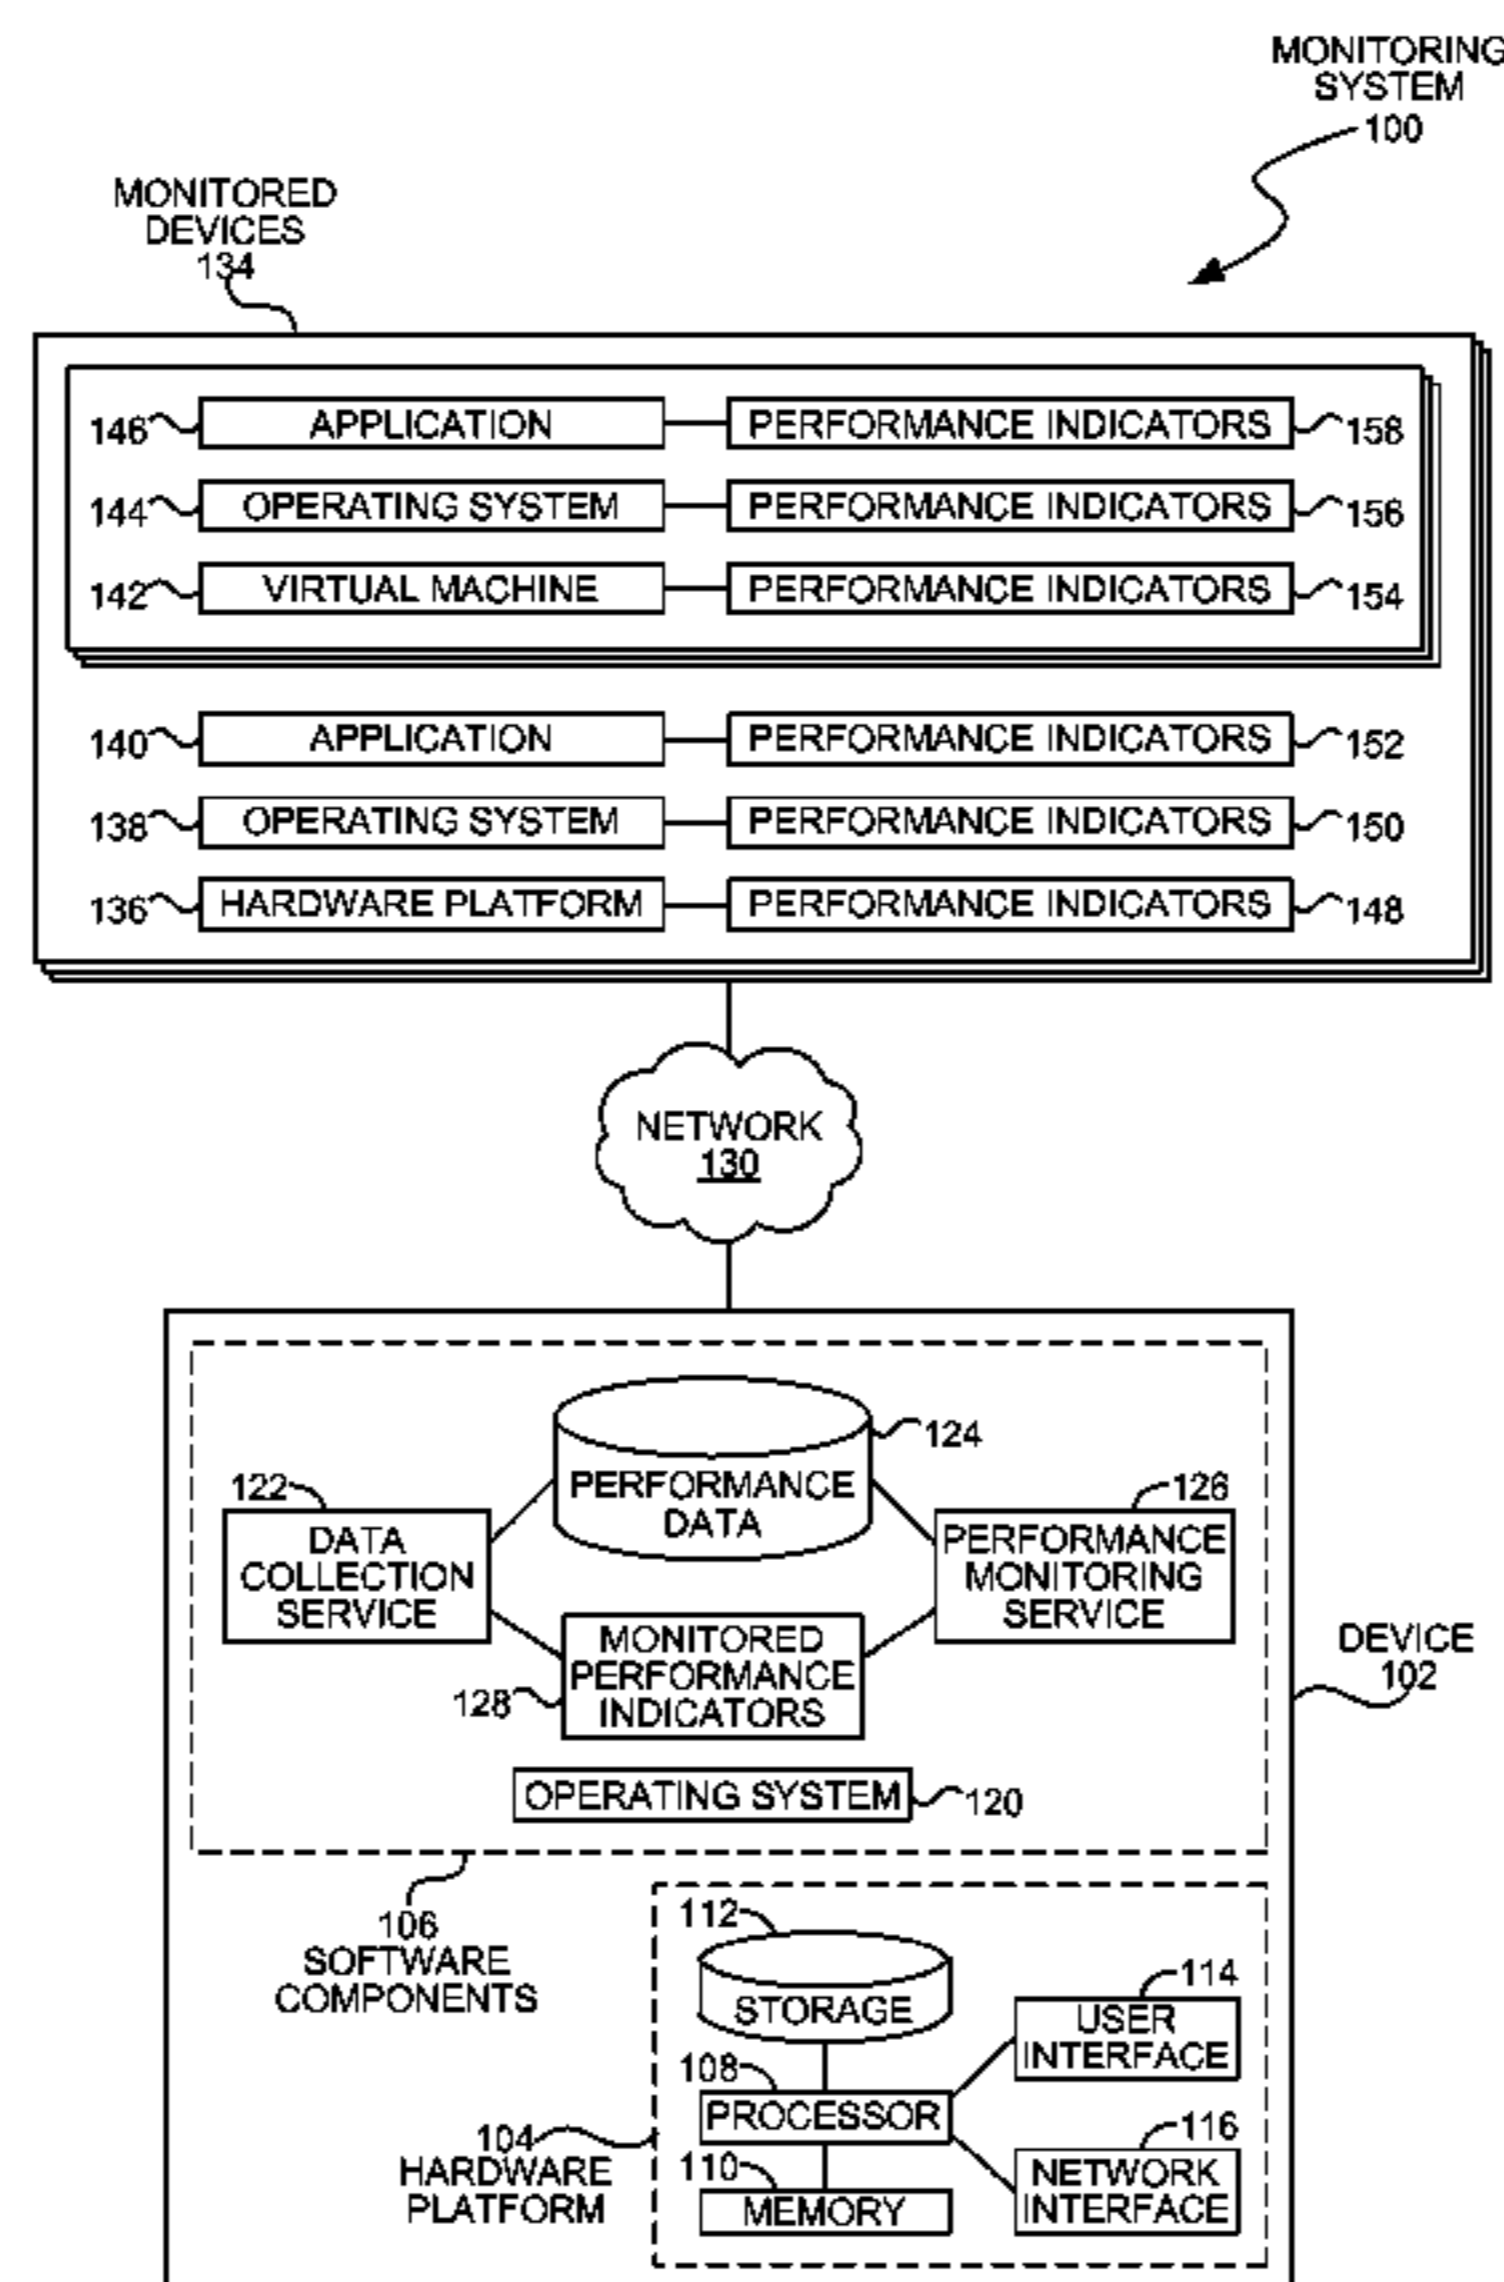 MONITORING
SYSTEM
100
MONITORED
DEVICES
134
146 APPLICATION PERFORMANCE INDICATORS 158
144 OPERATING SYSTEM PERFORMANCE INDICATORS 156
142 VIRTUAL MACHINE PERFORMANCE INDICATORS 154
140 APPLICATION PERFORMANCE INDICATORS 152
138 OPERATING SYSTEM PERFORMANCE INDICATORS 150
136 HARDWARE PLATFORM PERFORMANCE INDICATORS 148
NETWORK
130
124
PERFORMANCE
DATA
122
DATA
COLLECTION
SERVICE
126
PERFORMANCE
MONITORING
SERVICE
MONITORED
PERFORMANCE
INDICATORS
128
DEVICE
102
OPERATING SYSTEM 120
106
SOFTWARE
COMPONENTS
112
STORAGE
114
USER
INTERFACE
108
PROCESSOR
104
HARDWARE
PLATFORM
110
MEMORY
116
NETWORK
INTERFACE